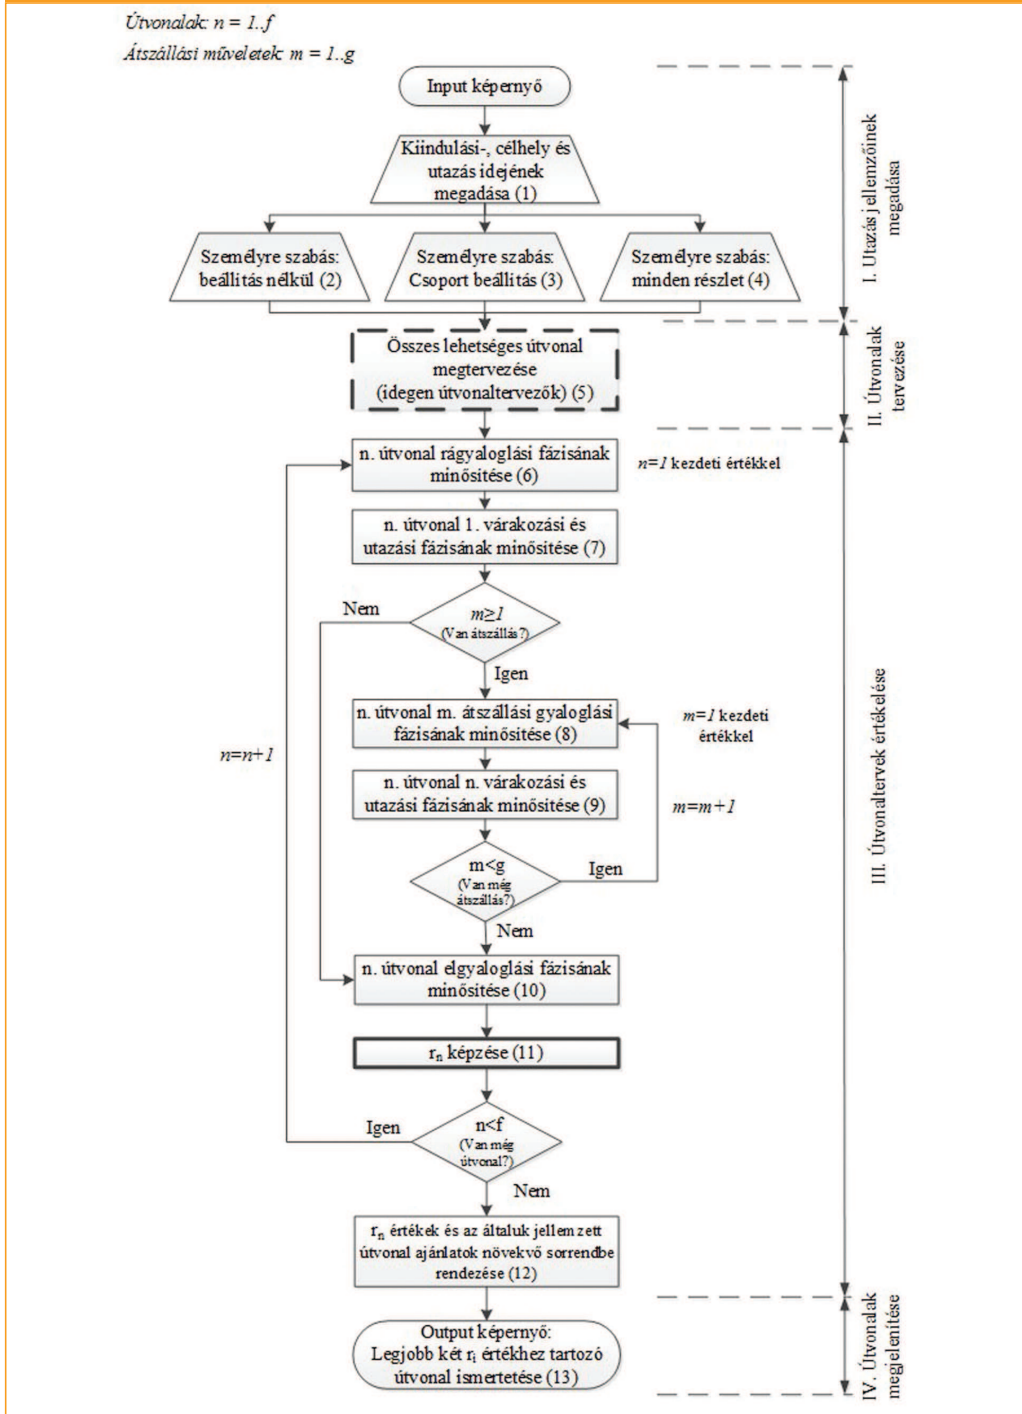 Útvonalak: n = 1..f
Átszállási műveletek: m = 1..g
Input képernyő
Kiindulási-, célhely és
utazás idejének
megadása (1)
Személyre szabás:
beállítás nélkül (2)
Személyre szabás:
Csoport beállítás (3)
Személyre szabás:
minden részlet (4)
I. Utazás jellemzőinek
megadása
Összes lehetséges útvonal
megtervezése
(idegen útvonaltervezők) (5)
II. Útvonalak
tervezése
n. útvonal rágyaloglási fázisának
minősítése (6)
n=1 kezdeti értékkel
n. útvonal 1. várakozási és
utazási fázisának minősítése (7)
Nem
m≥1
(Van átszállás?)
Igen
n. útvonal m. átszállási gyaloglási
fázisának minősítése (8)
m=1 kezdeti
értékkel
n=n+1
n. útvonal n. várakozási és
utazási fázisának minősítése (9)
m=m+1
m<g
(Van még
átszállás?)
Igen
Nem
III. Útvonaltervek értékelése
n. útvonal elgyaloglási fázisának
minősítése (10)
rₙ képzése (11)
Igen
n<f
(Van még
útvonal?)
Nem
rₙ értékek és az általuk jellemzett
útvonal ajánlatok növekvő sorrendbe
rendezése (12)
Output képernyő:
Legjobb két rᵢ értékhez tartozó
útvonal ismertetése (13)
IV. Útvonalak
megjelenítése